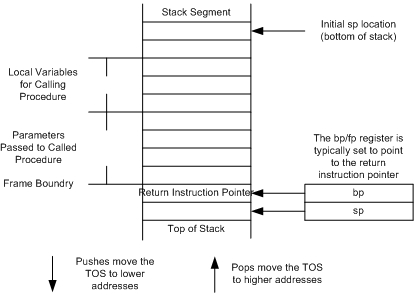 Stack Segment
Initial sp location
(bottom of stack)
Local Variables
for Calling
Procedure
Parameters
Passed to Called
Procedure
The bp/fp register is
typically set to point
to the return
instruction pointer
Frame Boundry
Return Instruction Pointer
bp
sp
Top of Stack
Pushes move the
TOS to lower
addresses
Pops move the TOS
to higher addresses